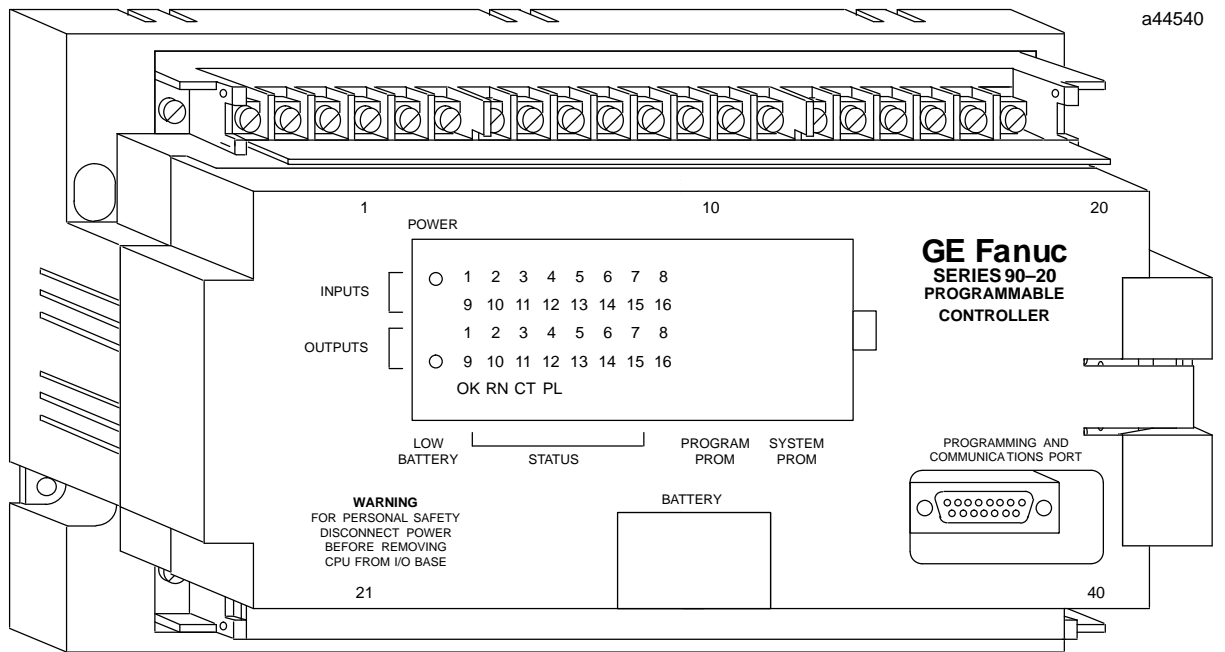 a44540
1 10 20
POWER
GE Fanuc
SERIES 90–20
PROGRAMMABLE
CONTROLLER
INPUTS
1 2 3 4 5 6 7 8
9 10 11 12 13 14 15 16
OUTPUTS
1 2 3 4 5 6 7 8
9 10 11 12 13 14 15 16
OK RN CT PL
LOW
BATTERY
STATUS
PROGRAM
PROM
SYSTEM
PROM
PROGRAMMING AND
COMMUNICATIONS PORT
WARNING
FOR PERSONAL SAFETY
DISCONNECT POWER
BEFORE REMOVING
CPU FROM I/O BASE
BATTERY
21 40